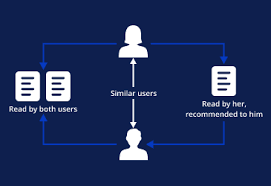 Similar users
Read by both users
Read by her,
recommended to him